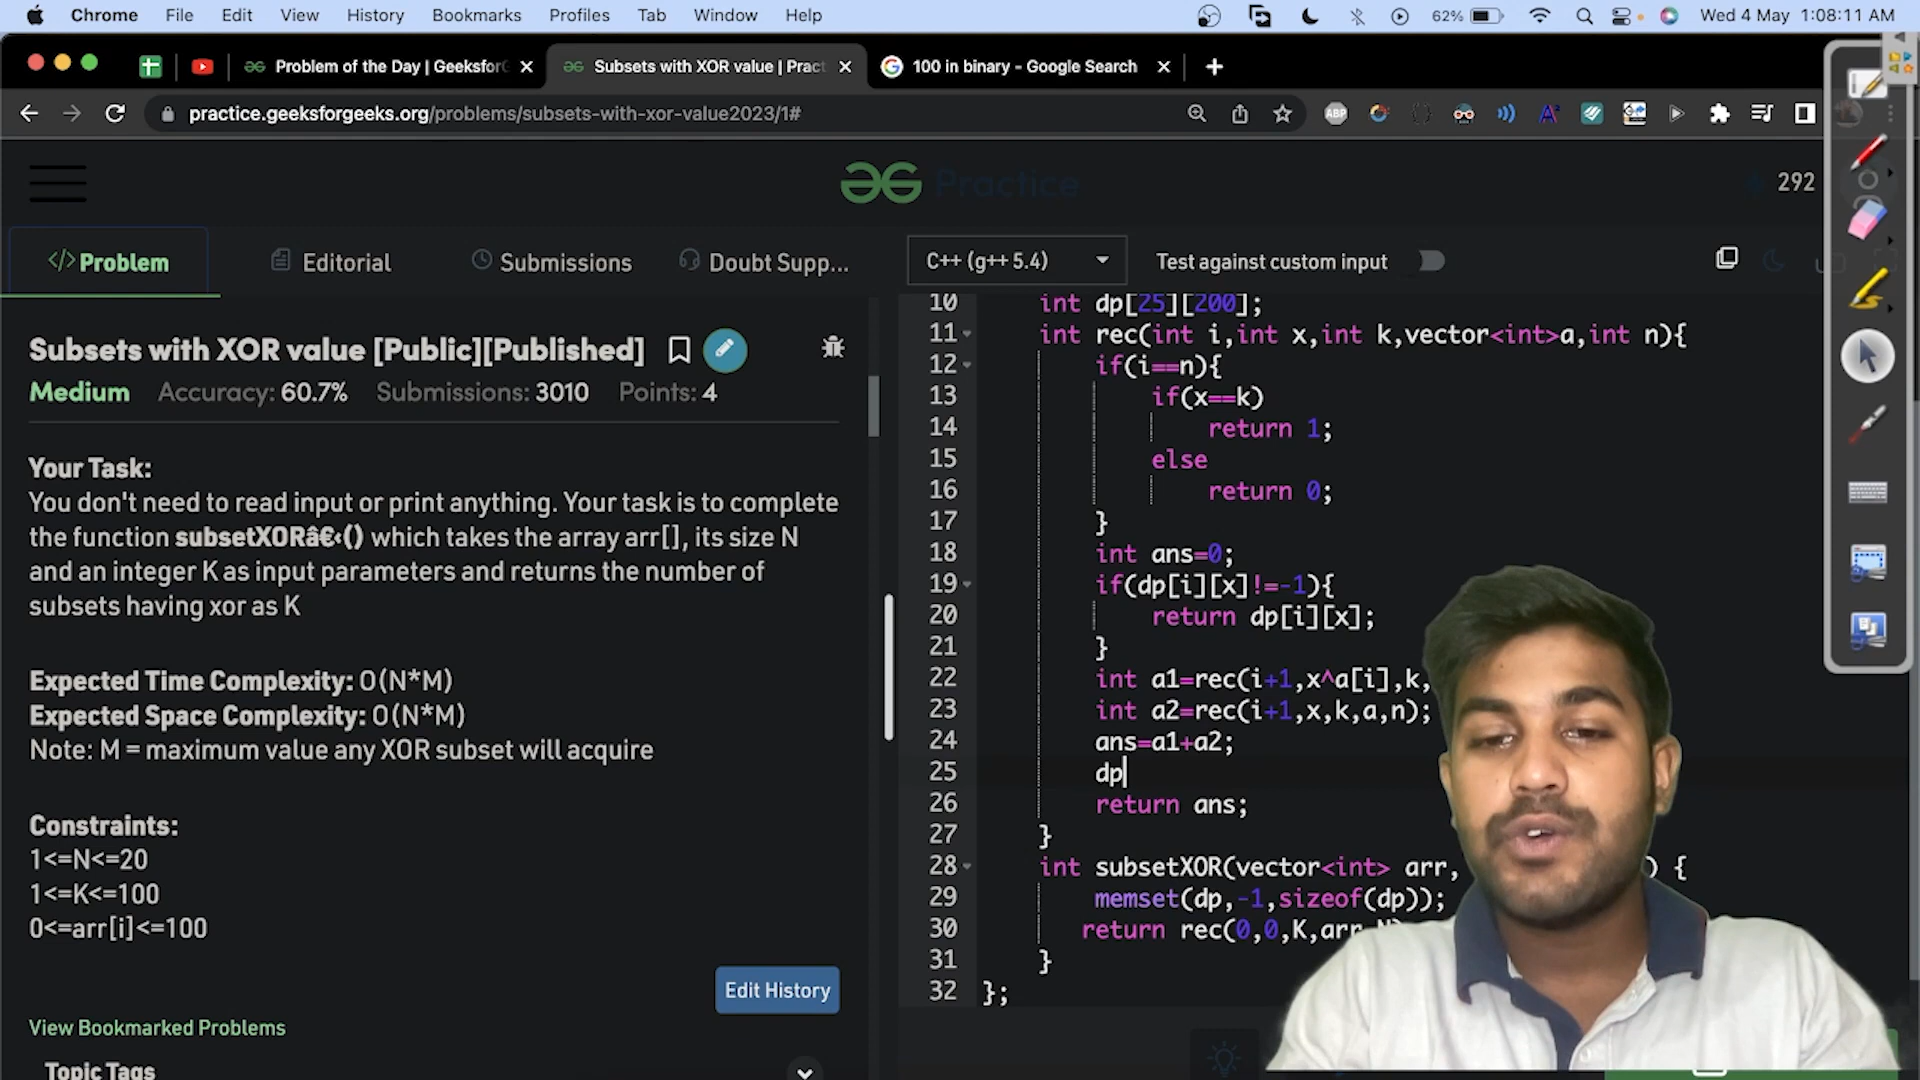 Chrome File Edit View History Bookmarks Profiles Tab Window Help 62% Wed 4 May 1:08:11 AM
Problem of the Day | Geeksfor Subsets with XOR value | Pract 100 in binary - Google Search
practice.geeksforgeeks.org/problems/subsets-with-xor-value2023/1#
ABP
Practice 292
</>Problem Editorial Submissions Doubt Supp...
C++ (g++ 5.4) Test against custom input
Subsets with XOR value [Public][Published]
Medium Accuracy: 60.7% Submissions: 3010 Points: 4
Your Task:
You don't need to read input or print anything. Your task is to complete
the function subsetXORâ€‹() which takes the array arr[], its size N
and an integer K as input parameters and returns the number of
subsets having xor as K
Expected Time Complexity: O(N*M)
Expected Space Complexity: O(N*M)
Note: M = maximum value any XOR subset will acquire
Constraints:
1<=N<=20
1<=K<=100
0<=arr[i]<=100
Edit History
View Bookmarked Problems
Topic Tags
10 int dp[25][200];
11 int rec(int i,int x,int k,vector<int>a,int n){
12 if(i==n){
13 if(x==k)
14 return 1;
15 else
16 return 0;
17 }
18 int ans=0;
19 if(dp[i][x]!=-1){
20 return dp[i][x];
21 }
22 int a1=rec(i+1,x^a[i],k,
23 int a2=rec(i+1,x,k,a,n);
24 ans=a1+a2;
25 dp
26 return ans;
27 }
28 int subsetXOR(vector<int> arr, ) {
29 memset(dp,-1,sizeof(dp));
30 return rec(0,0,K,arr,N)
31 }
32 };